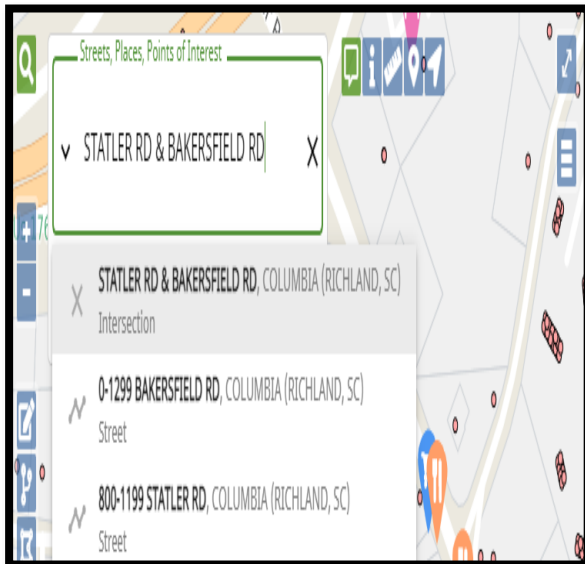 Streets, Places, Points of Interest
STATLER RD & BAKERSFIELD RD
176
STATLER RD & BAKERSFIELD RD, COLUMBIA (RICHLAND, SC)
Intersection
0-1299 BAKERSFIELD RD, COLUMBIA (RICHLAND, SC)
Street
800-1199 STATLER RD, COLUMBIA (RICHLAND, SC)
Street